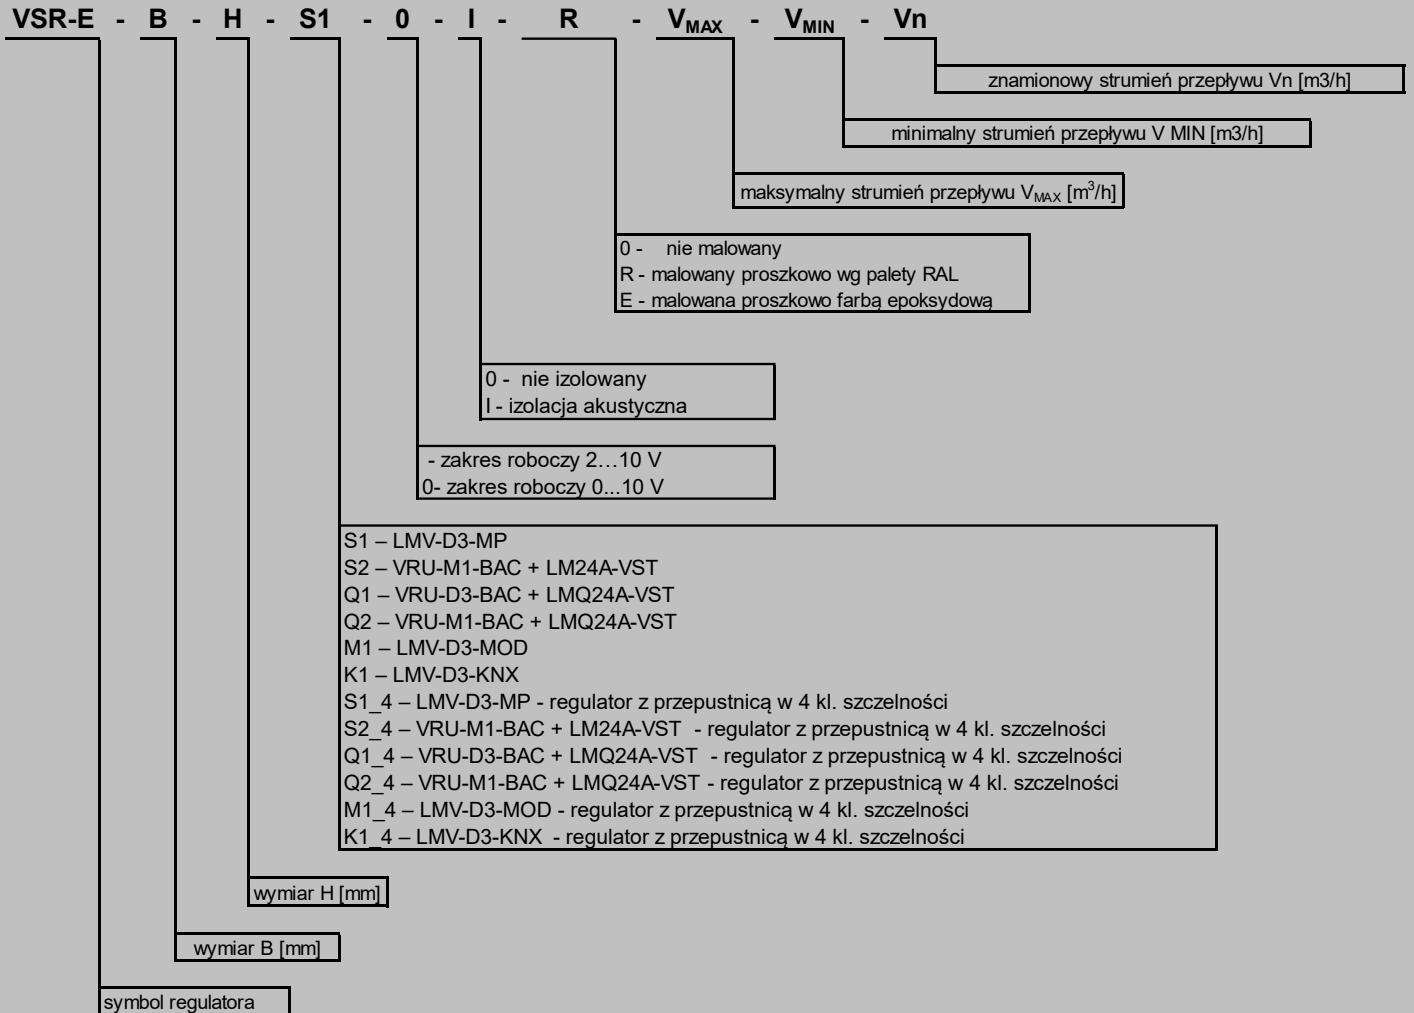 VSR-E - B - H - S1 - 0 - I - R - VMAX - VMIN - Vn
znamionowy strumień przepływu Vn [m3/h]
minimalny strumień przepływu V MIN [m3/h]
maksymalny strumień przepływu VMAX [m³/h]
0 - nie malowany
R - malowany proszkowo wg palety RAL
E - malowana proszkowo farbą epoksydową
0 - nie izolowany
I - izolacja akustyczna
- zakres roboczy 2…10 V
0- zakres roboczy 0...10 V
S1 – LMV-D3-MP
S2 – VRU-M1-BAC + LM24A-VST
Q1 – VRU-D3-BAC + LMQ24A-VST
Q2 – VRU-M1-BAC + LMQ24A-VST
M1 – LMV-D3-MOD
K1 – LMV-D3-KNX
S1_4 – LMV-D3-MP - regulator z przepustnicą w 4 kl. szczelności
S2_4 – VRU-M1-BAC + LM24A-VST - regulator z przepustnicą w 4 kl. szczelności
Q1_4 – VRU-D3-BAC + LMQ24A-VST - regulator z przepustnicą w 4 kl. szczelności
Q2_4 – VRU-M1-BAC + LMQ24A-VST - regulator z przepustnicą w 4 kl. szczelności
M1_4 – LMV-D3-MOD - regulator z przepustnicą w 4 kl. szczelności
K1_4 – LMV-D3-KNX - regulator z przepustnicą w 4 kl. szczelności
wymiar H [mm]
wymiar B [mm]
symbol regulatora